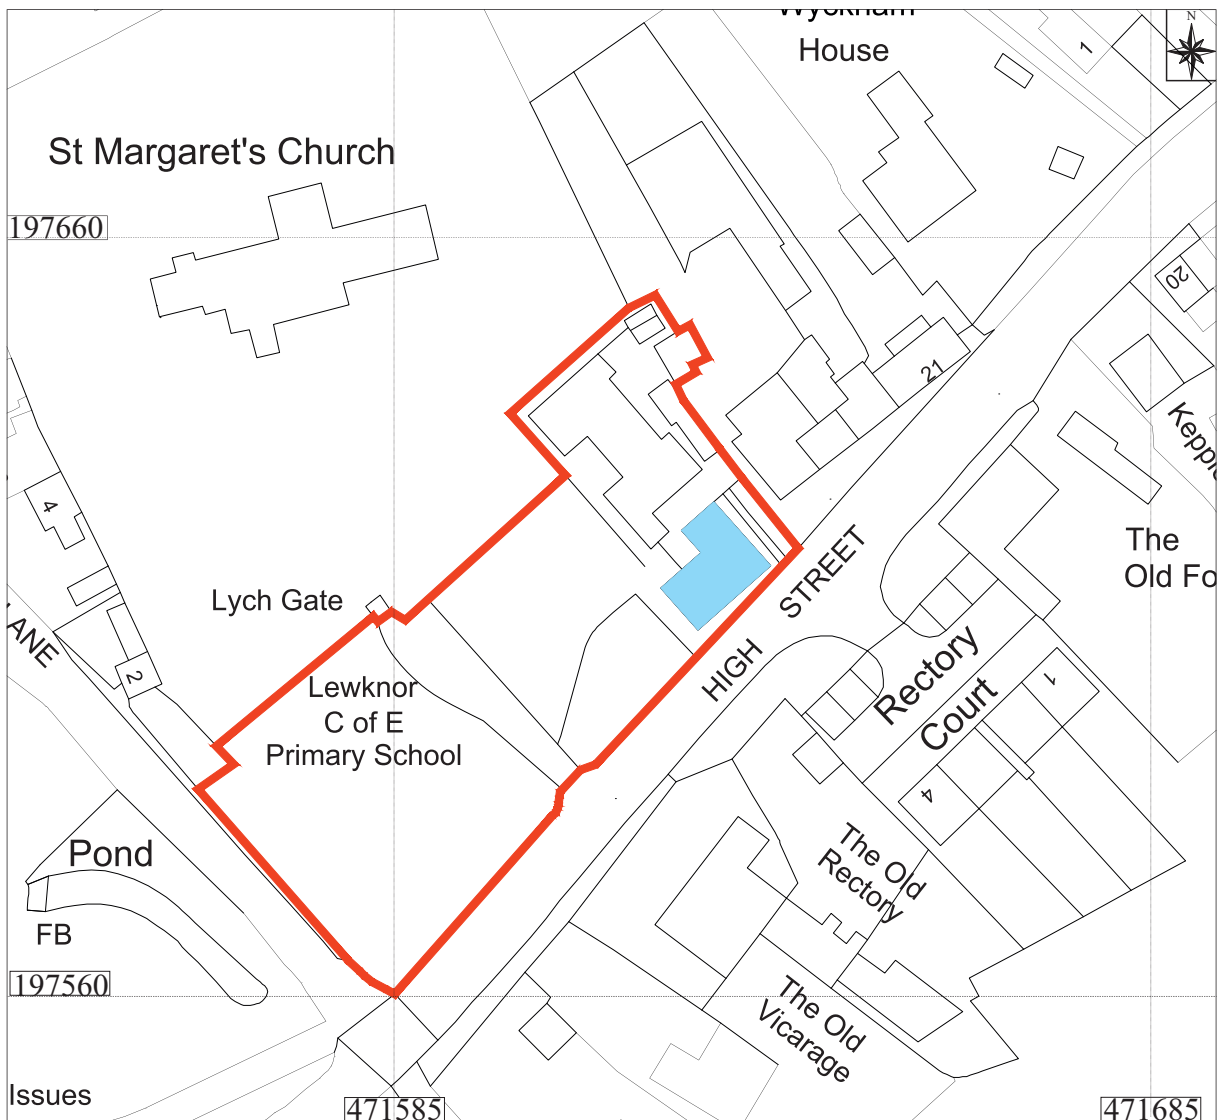 Wyckham
House
N
1
St Margaret's Church
197660
20
21
Keppl
4
The
Old Fo
Lych Gate
HIGH STREET
LANE
2
Lewknor
C of E
Primary School
Rectory
Court
1
4
Pond
The Old
Rectory
FB
197560
The Old
Vicarage
Issues
471585
471685